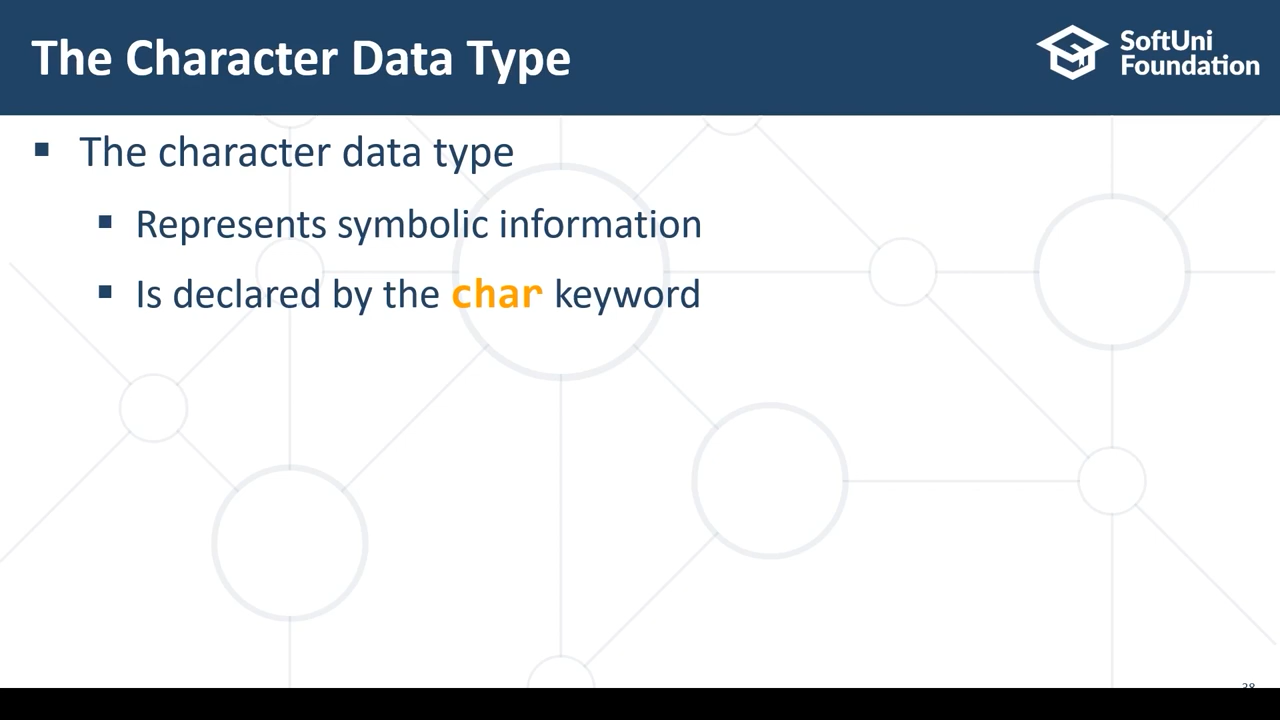 The Character Data Type
SoftUni
Foundation
The character data type
Represents symbolic information
Is declared by the char keyword
38